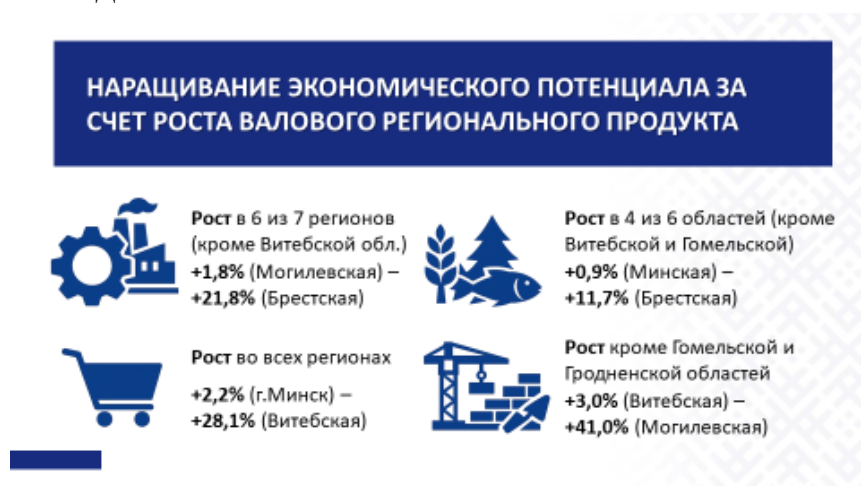 НАРАЩИВАНИЕ ЭКОНОМИЧЕСКОГО ПОТЕНЦИАЛА ЗА
СЧЕТ РОСТА ВАЛОВОГО РЕГИОНАЛЬНОГО ПРОДУКТА
Рост в 6 из 7 регионов
(кроме Витебской обл.)
+1,8% (Могилевская) –
+21,8% (Брестская)
Рост в 4 из 6 областей (кроме
Витебской и Гомельской)
+0,9% (Минская) –
+11,7% (Брестская)
Рост во всех регионах
+2,2% (г.Минск) –
+28,1% (Витебская)
Рост кроме Гомельской и
Гродненской областей
+3,0% (Витебская) –
+41,0% (Могилевская)